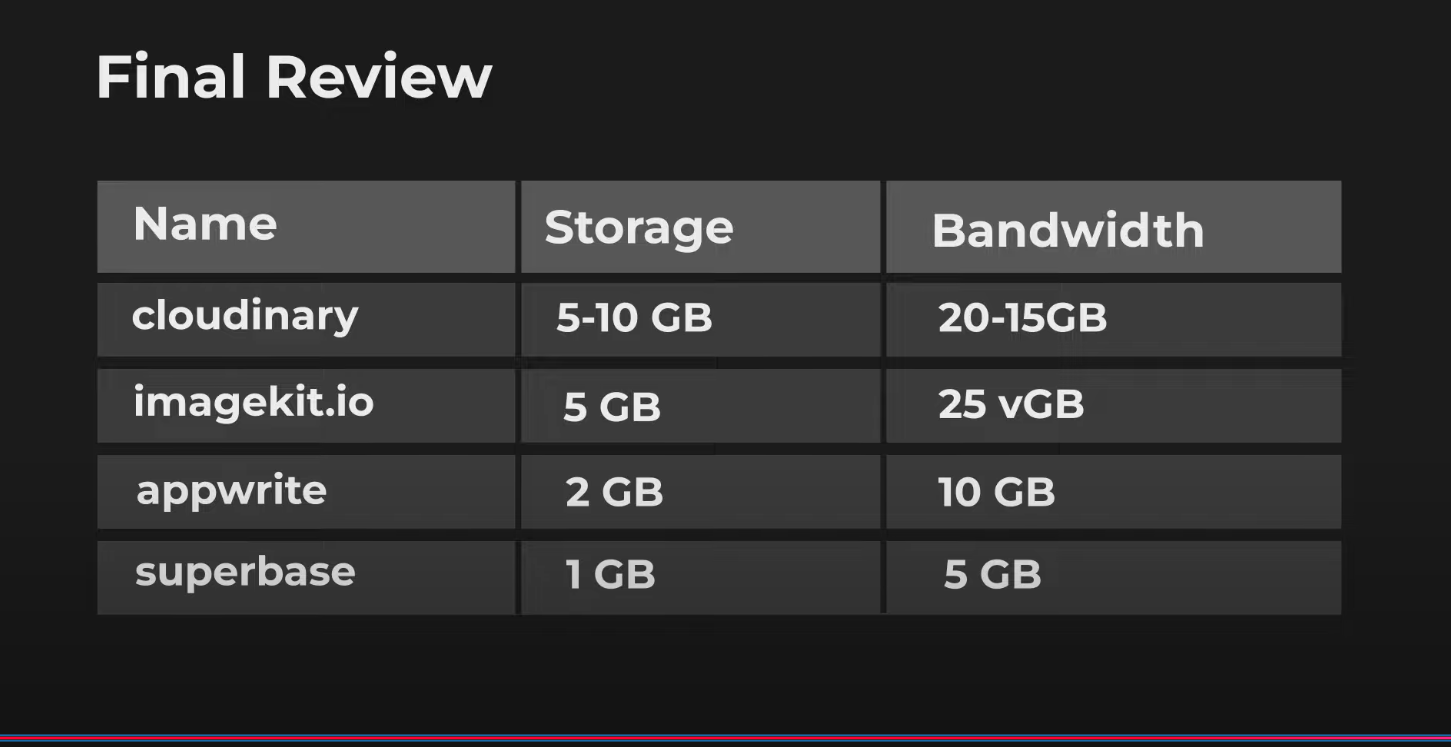 Final Review
Name Storage Bandwidth
cloudinary 5-10 GB 20-15GB
imagekit.io 5 GB 25 vGB
appwrite 2 GB 10 GB
superbase 1 GB 5 GB